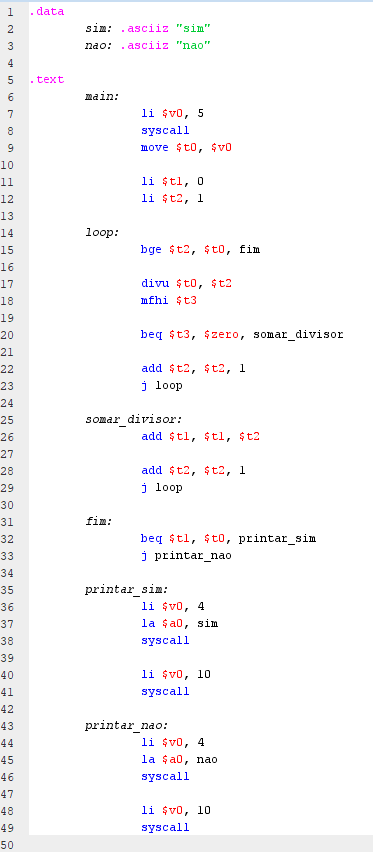 1 .data
2 sim: .asciiz "sim"
3 nao: .asciiz "nao"
4
5 .text
6 main:
7 li $v0, 5
8 syscall
9 move $t0, $v0
10
11 li $t1, 0
12 li $t2, 1
13
14 loop:
15 bge $t2, $t0, fim
16
17 divu $t0, $t2
18 mfhi $t3
19
20 beq $t3, $zero, somar_divisor
21
22 add $t2, $t2, 1
23 j loop
24
25 somar_divisor:
26 add $t1, $t1, $t2
27
28 add $t2, $t2, 1
29 j loop
30
31 fim:
32 beq $t1, $t0, printar_sim
33 j printar_nao
34
35 printar_sim:
36 li $v0, 4
37 la $a0, sim
38 syscall
39
40 li $v0, 10
41 syscall
42
43 printar_nao:
44 li $v0, 4
45 la $a0, nao
46 syscall
47
48 li $v0, 10
49 syscall
50